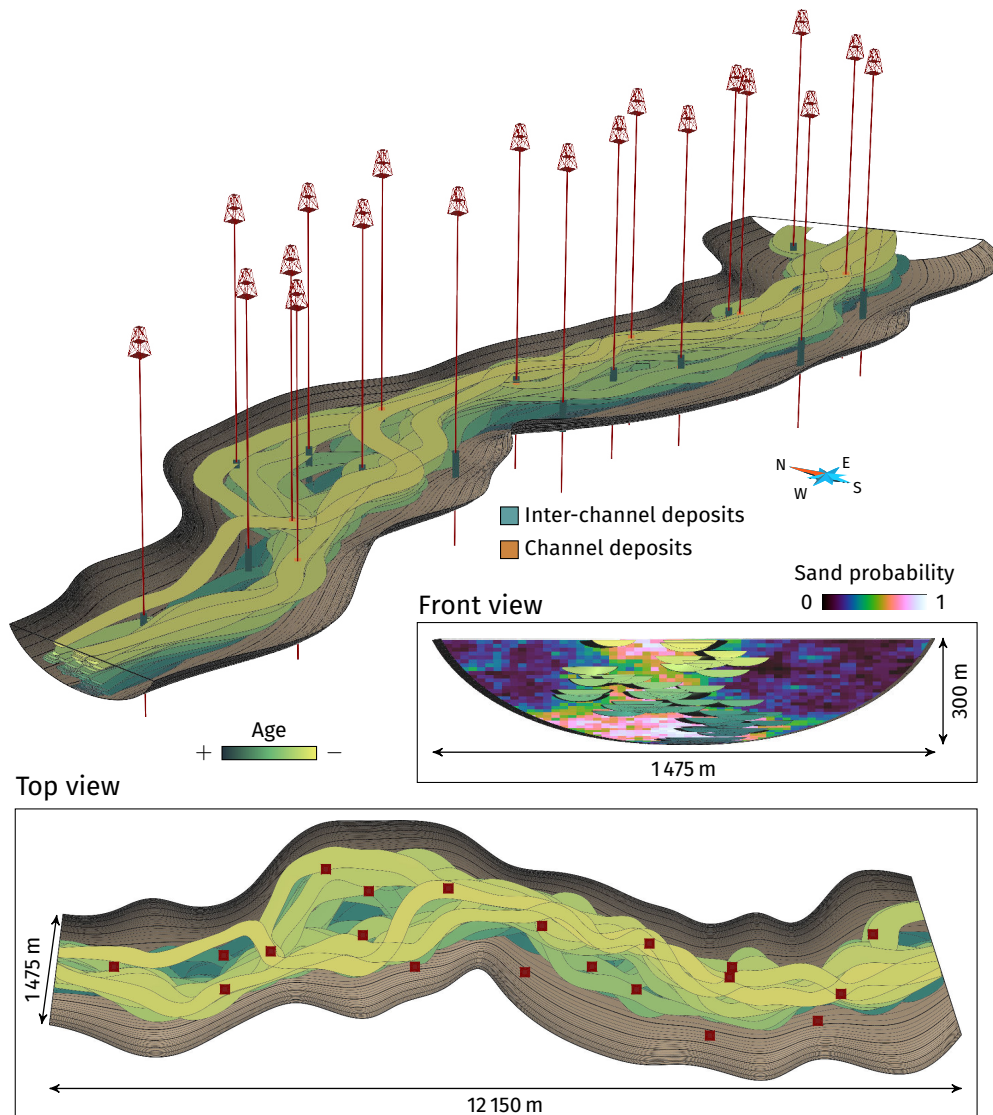 N
E
W
S
Inter-channel deposits
Channel deposits
Sand probability
0
1
Front view
300 m
1 475 m
Age
+
−
Top view
1 475 m
12 150 m